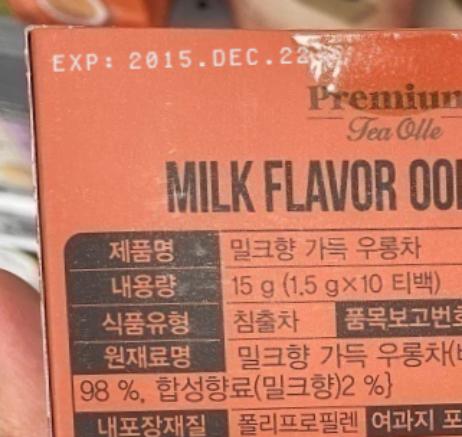 EXP: 2015.DEC.22
Premium
Tea Olle
MILK FLAVOR
제품명 밀크향 가득 우롱차
내용량 15 g (1.5 g×10 티백)
식품유형 침출차 품목보고번호
원재료명 밀크향 가득 우롱차(
98 %, 합성향료(밀크향)2 %}
내포장재질 폴리프로필렌 여과지